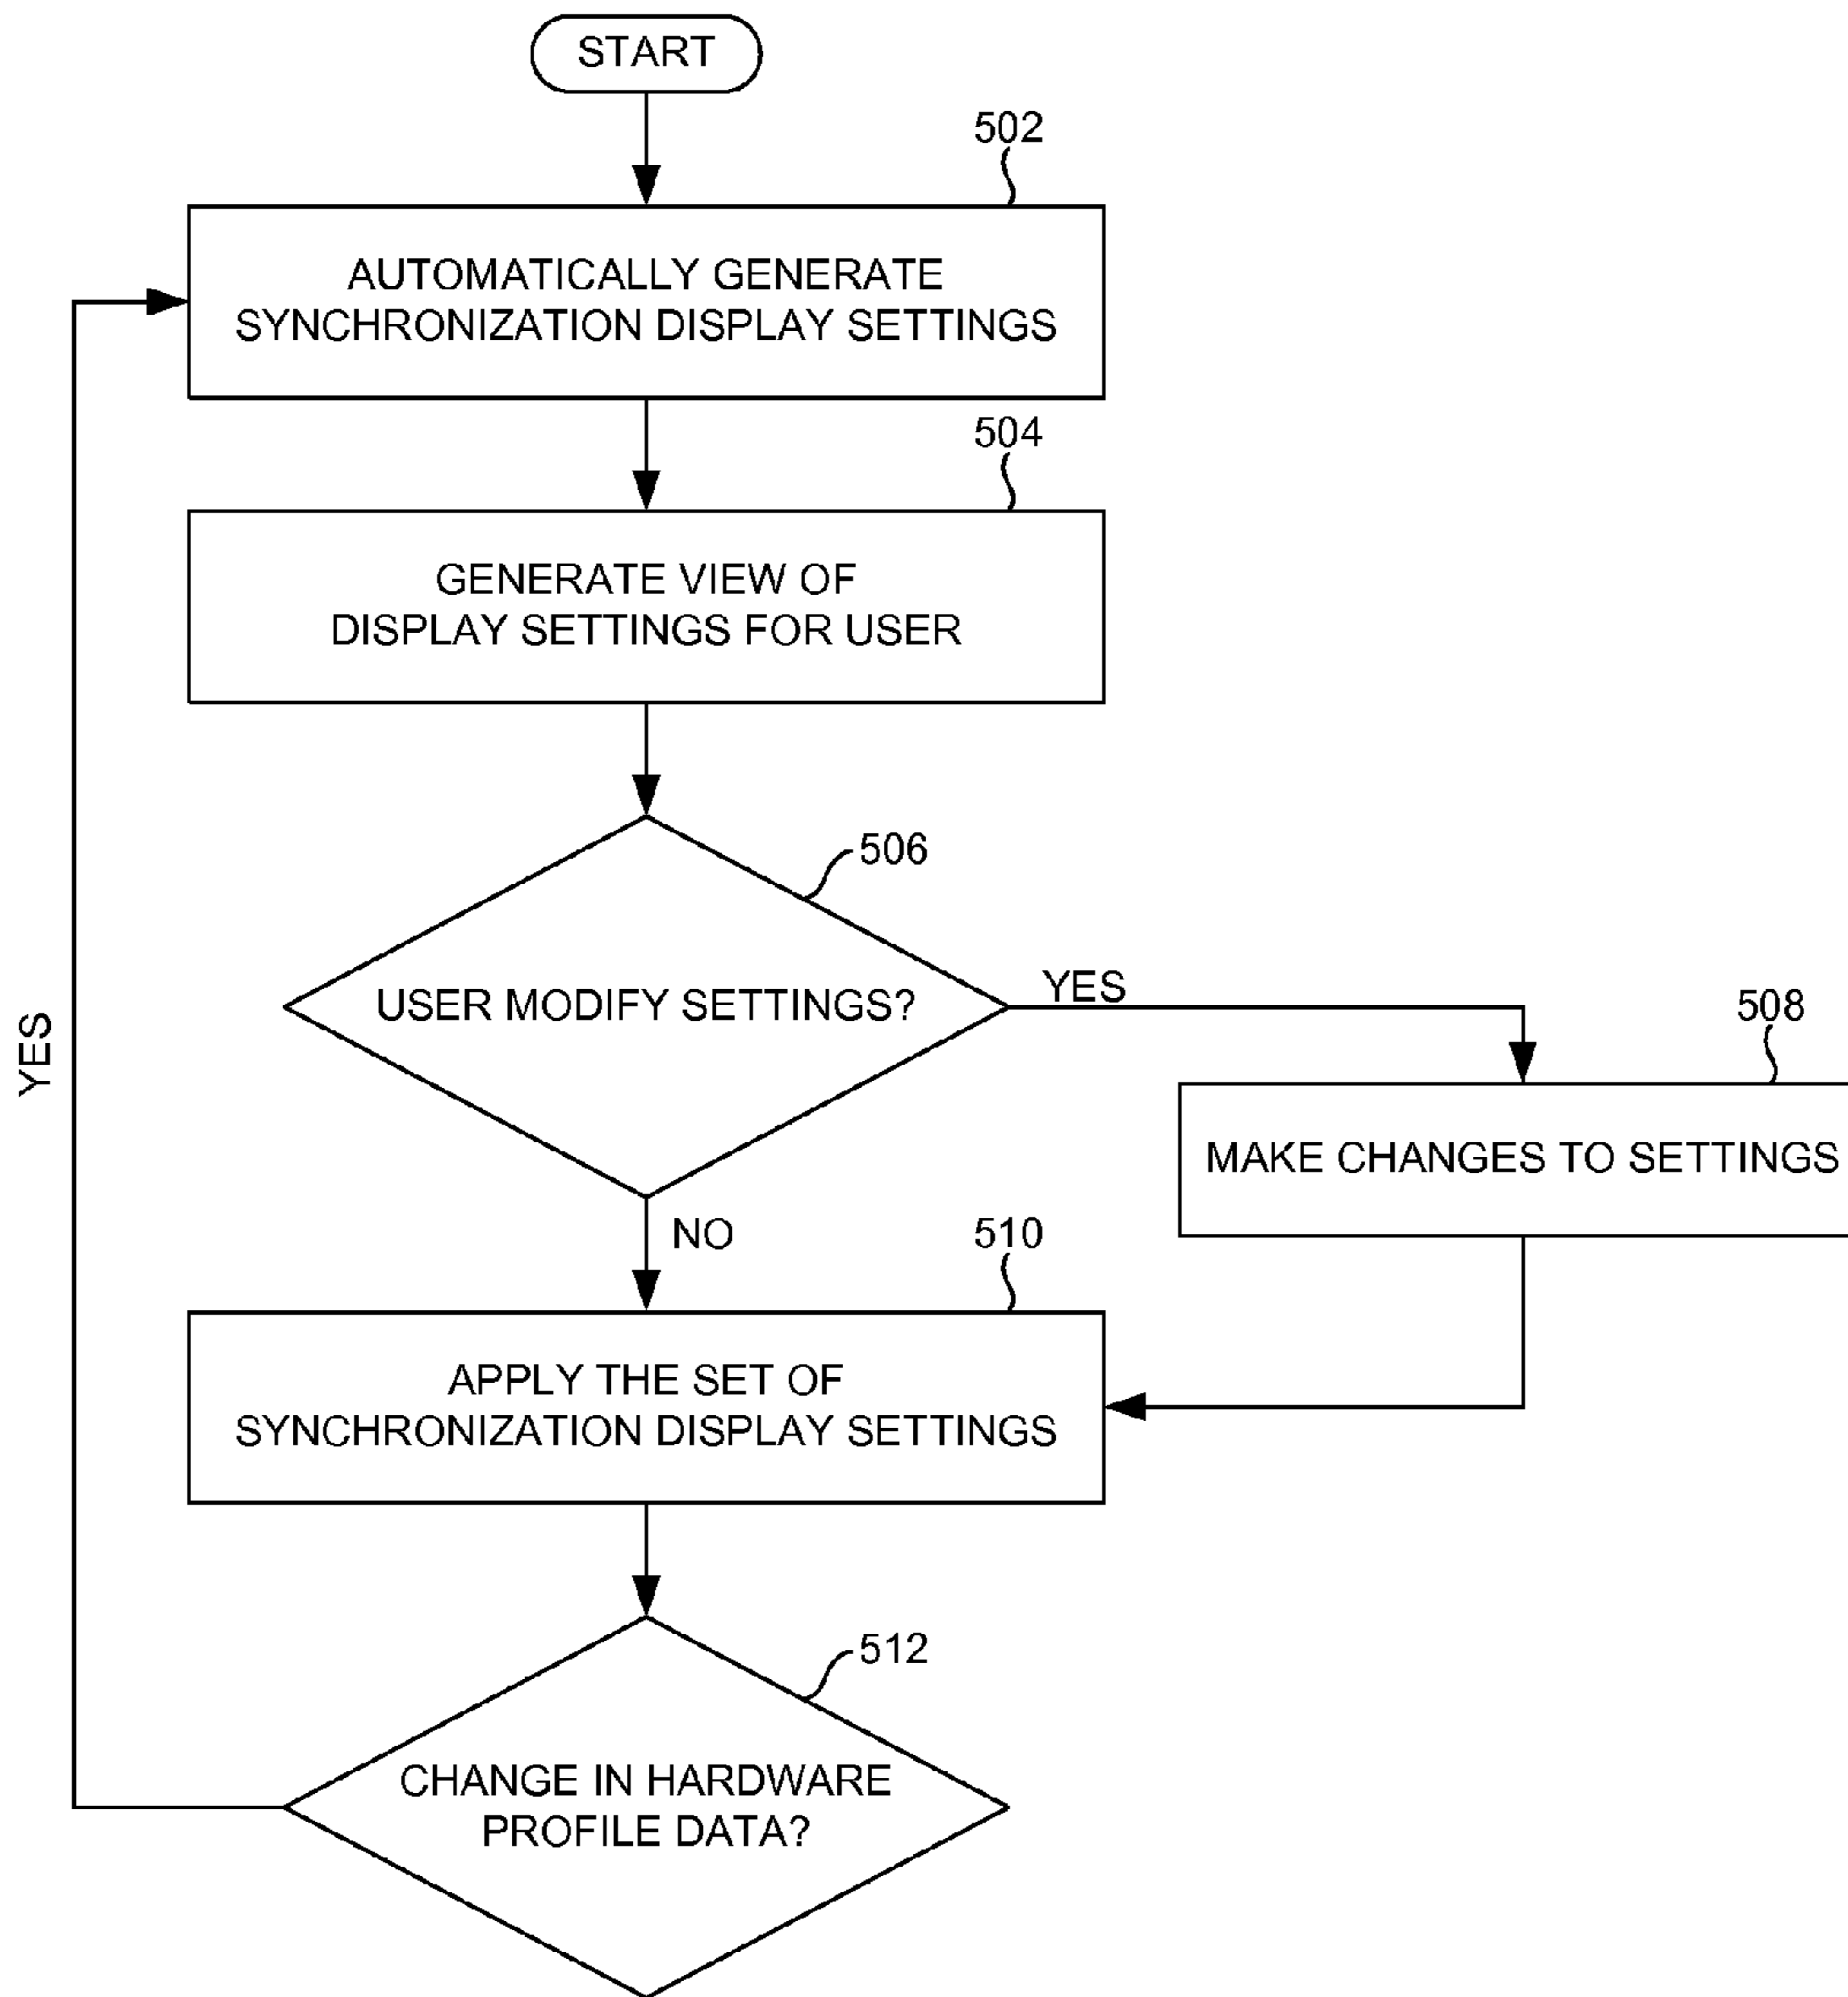 START
502
AUTOMATICALLY GENERATE
SYNCHRONIZATION DISPLAY SETTINGS
504
GENERATE VIEW OF
DISPLAY SETTINGS FOR USER
506
USER MODIFY SETTINGS?
YES
508
MAKE CHANGES TO SETTINGS
YES
NO
510
APPLY THE SET OF
SYNCHRONIZATION DISPLAY SETTINGS
512
CHANGE IN HARDWARE
PROFILE DATA?